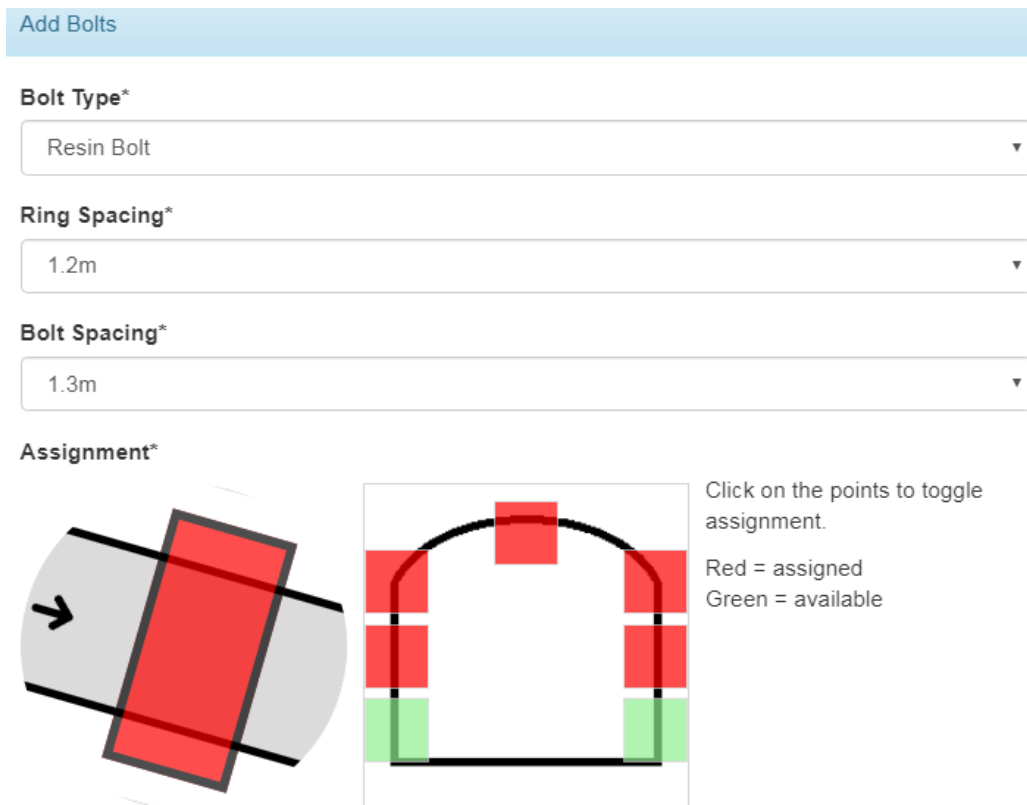 Add Bolts
Bolt Type*
Resin Bolt
Ring Spacing*
1.2m
Bolt Spacing*
1.3m
Assignment*
Click on the points to toggle
assignment.
Red = assigned
Green = available